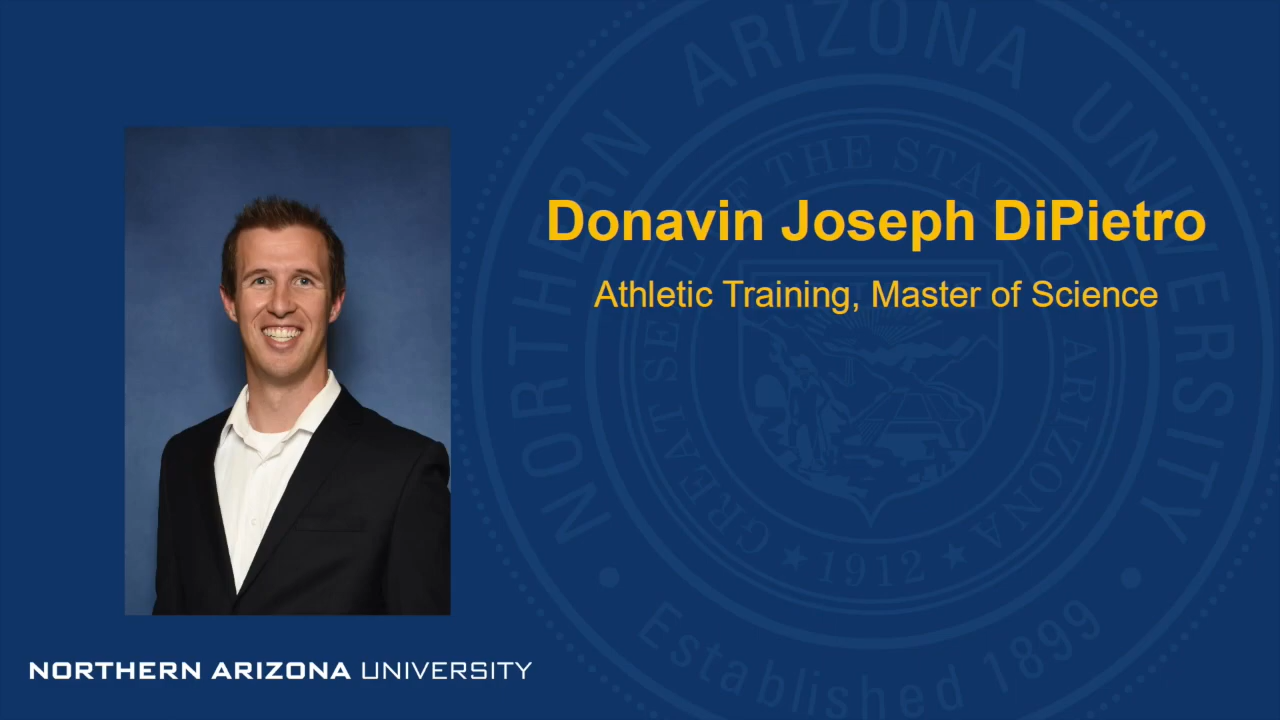 Donavin Joseph DiPietro
Athletic Training, Master of Science
NORTHERN ARIZONA UNIVERSITY
NORTHERN ARIZONA UNIVERSITY
GREAT SEAL OF THE STATE OF ARIZONA
1912
Established 1899